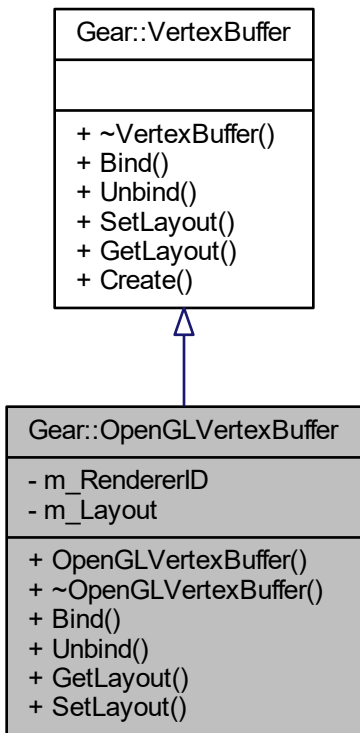 Gear::VertexBuffer
+ ~VertexBuffer()
+ Bind()
+ Unbind()
+ SetLayout()
+ GetLayout()
+ Create()
Gear::OpenGLVertexBuffer
- m_RendererID
- m_Layout
+ OpenGLVertexBuffer()
+ ~OpenGLVertexBuffer()
+ Bind()
+ Unbind()
+ GetLayout()
+ SetLayout()